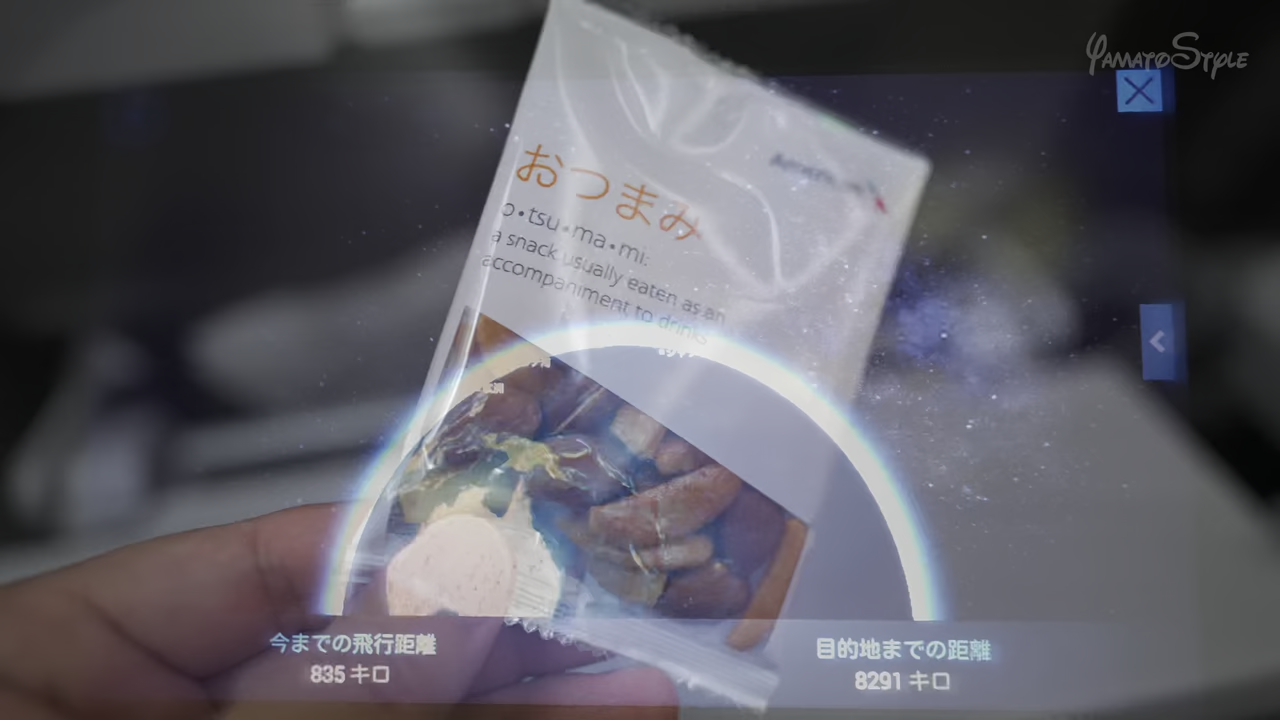 YAMATOSTYLE
おつまみ
o•tsu•ma•mi:
a snack usually eaten as an
accompaniment to drinks
今までの飛行距離
835 キロ
目的地までの距離
8291 キロ